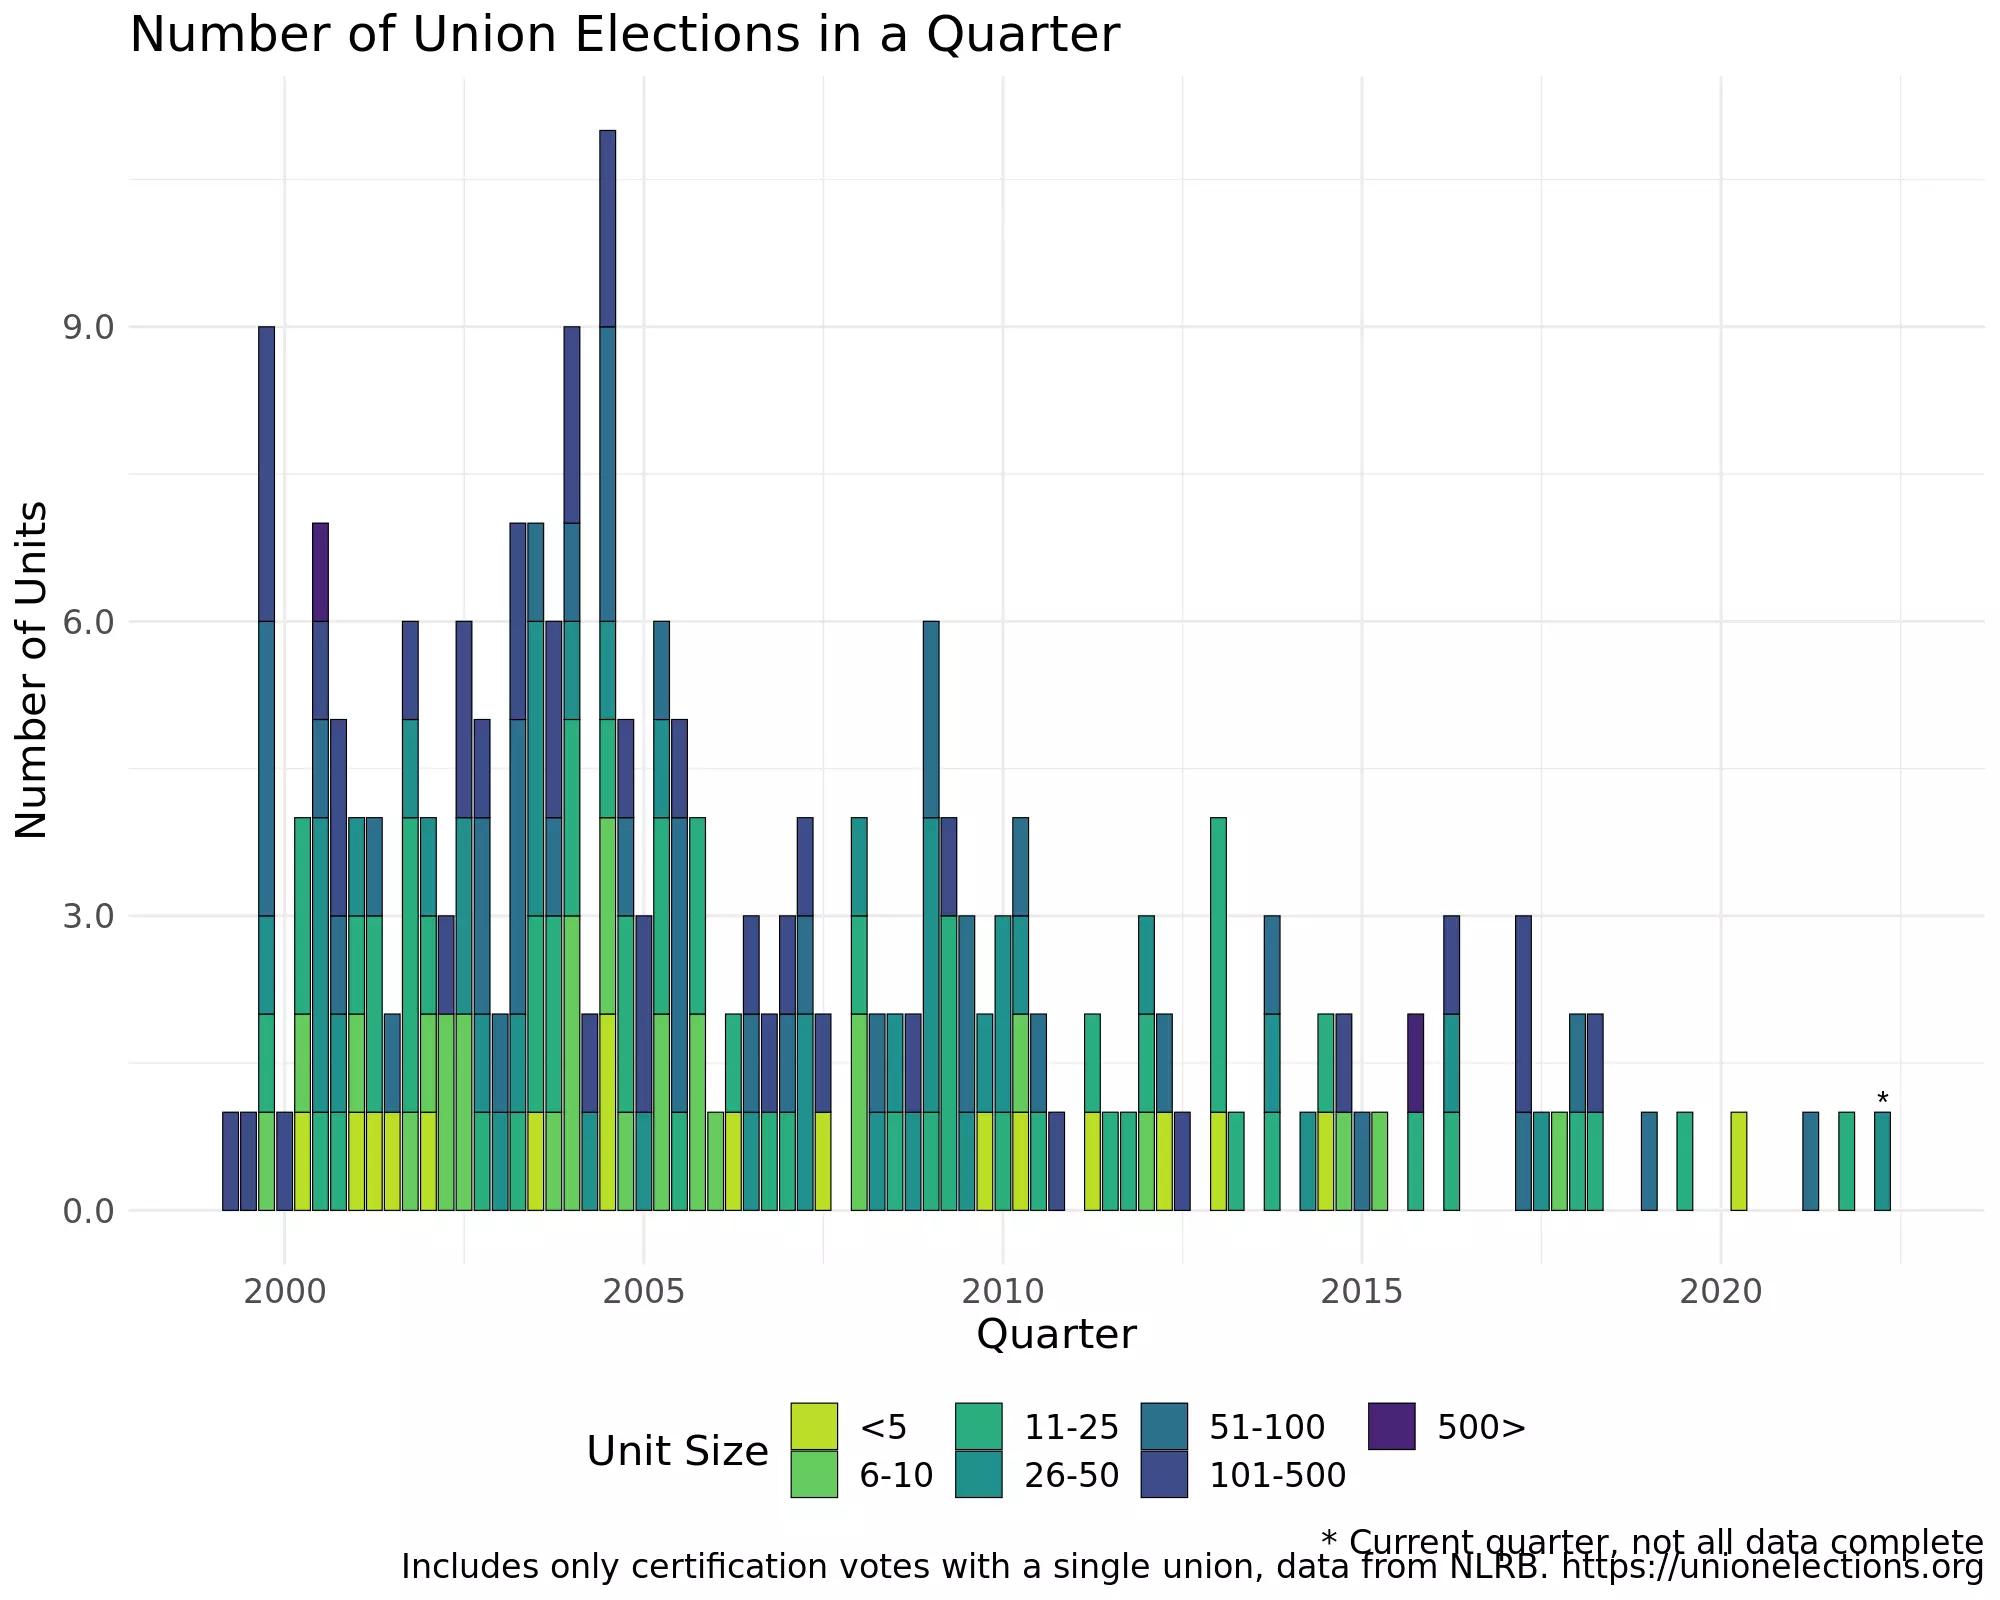 Number of Union Elections in a Quarter
Number of Units
9.0
6.0
3.0
0.0
*
2000 2005 2010 2015 2020
Quarter
Unit Size
<5 11-25 51-100 500>
6-10 26-50 101-500
* Current quarter, not all data complete
Includes only certification votes with a single union, data from NLRB. https://unionelections.org